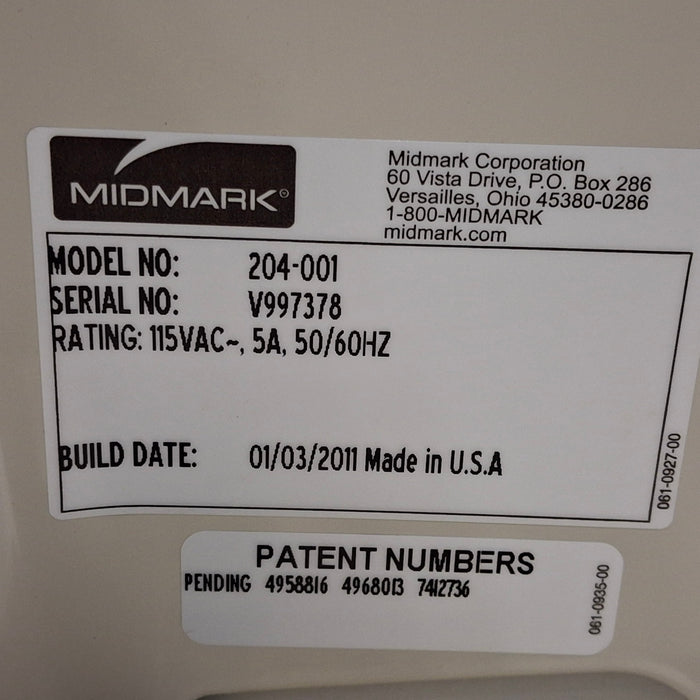 MIDMARK®
Midmark Corporation
60 Vista Drive, P.O. Box 286
Versailles, Ohio 45380-0286
1-800-MIDMARK
midmark.com
MODEL NO: 204-001
SERIAL NO: V997378
RATING: 115VAC~, 5A, 50/60HZ
BUILD DATE: 01/03/2011 Made in U.S.A
061-0927-00
PATENT NUMBERS
PENDING 4958816 4968013 7412736
061-0935-00